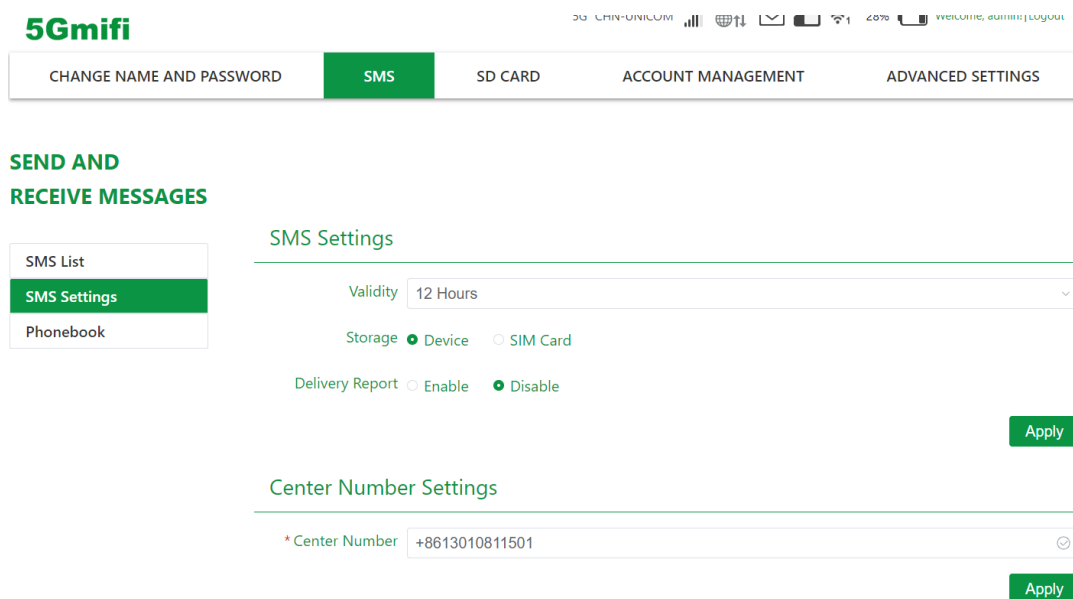 5Gmifi
5G CHN-UNICOM 1 28% Welcome, admin!|Logout
CHANGE NAME AND PASSWORD SMS SD CARD ACCOUNT MANAGEMENT ADVANCED SETTINGS
SEND AND
RECEIVE MESSAGES
SMS List
SMS Settings
Phonebook
SMS Settings
Validity 12 Hours
Storage Device SIM Card
Delivery Report Enable Disable
Apply
Center Number Settings
* Center Number +8613010811501
Apply